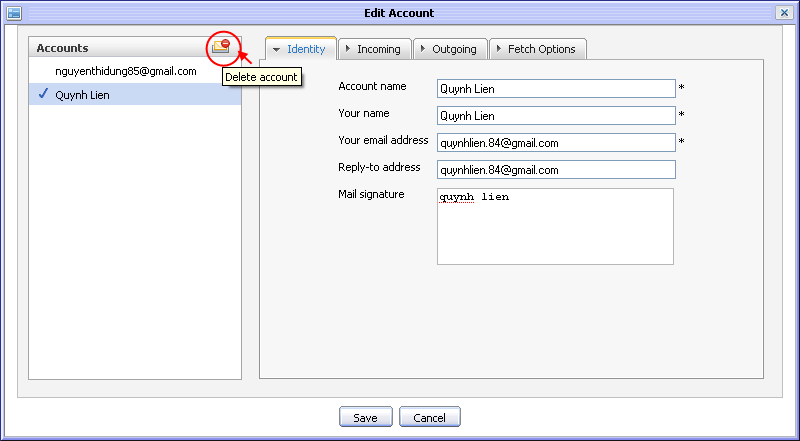 Edit Account
Accounts
Delete account
nguyenthidung85@gmail.com
Quynh Lien
Identity
Incoming
Outgoing
Fetch Options
Account name
Quynh Lien
*
Your name
Quynh Lien
*
Your email address
quynhlien.84@gmail.com
*
Reply-to address
quynhlien.84@gmail.com
Mail signature
quynh lien
Save
Cancel